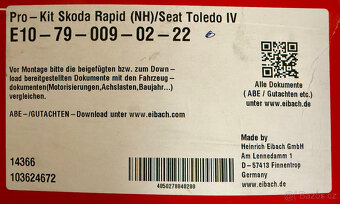 Pro-Kit Skoda Rapid (NH)/Seat Toledo IV
E10-79-009-02-22
Vor Montage bitte die beigefügten bzw. zum Down-
load bereitgestellten Dokumente mit den Fahrzeug-
dokumenten(Motorisierungen,Achslasten,Baujahr...)
vergleichen.
ABE-/GUTACHTEN-Download unter www.eibach.com
Alle Dokumente
(ABE / Gutachten etc.)
unter www.eibach.de
14366
103624672
4050278040200
Made by
Heinrich Eibach GmbH
Am Lennedamm 1
D-57413 Finnentrop
Germany
www.eibach.de